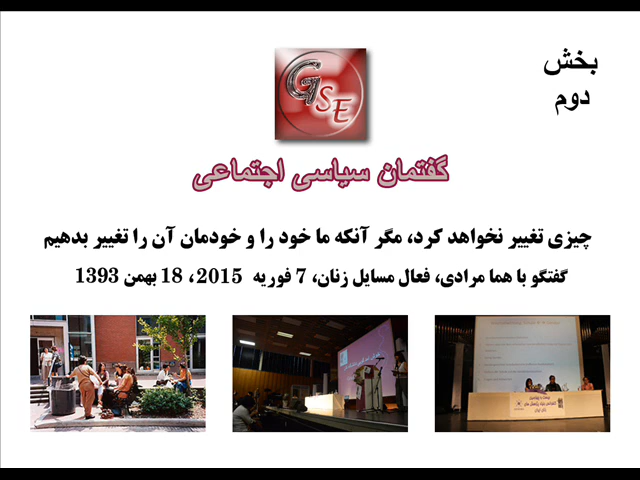 بخش
دوم
GSE
گفتمان سیاسی اجتماعی
چیزی تغییر نخواهد کرد، مگر آنکه ما خود را و خودمان آن را تغییر بدهیم
گفتگو با هما مرادی، فعال مسایل زنان، 7 فوریه 2015، 18 بهمن 1393